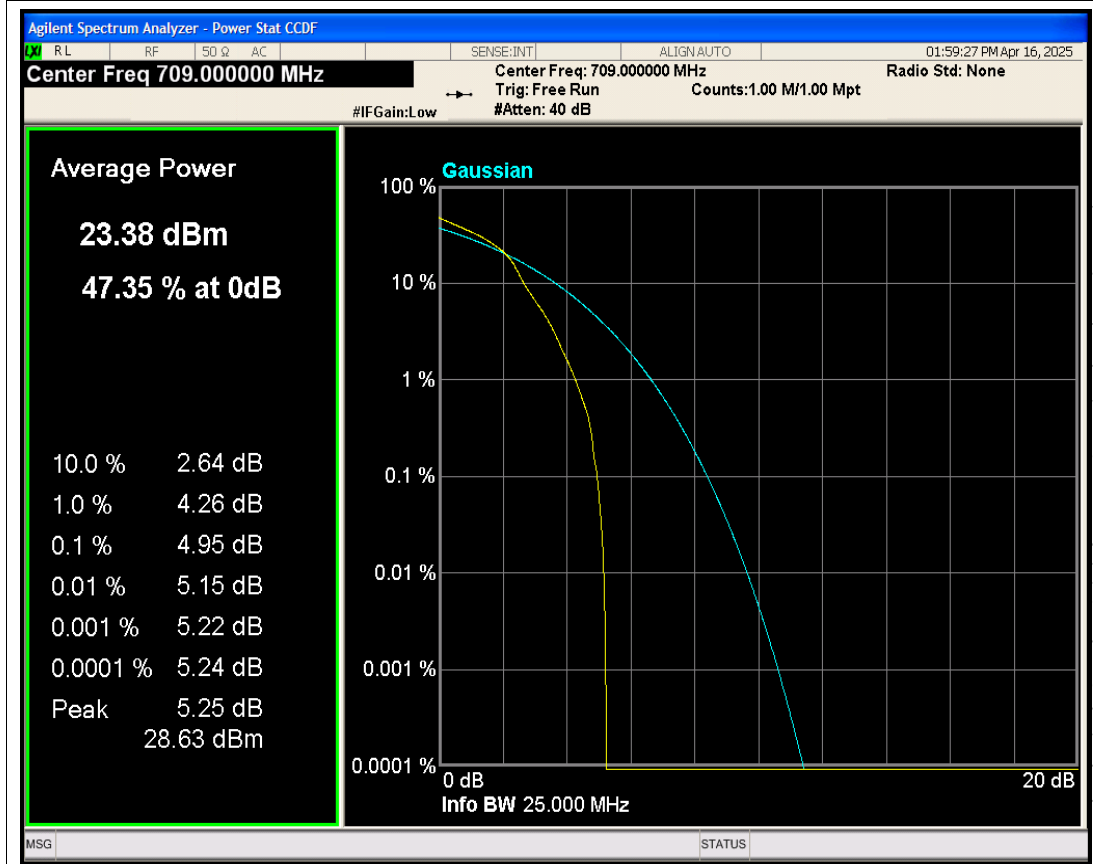 Agilent Spectrum Analyzer - Power Stat CCDF
LXI RL RF 50 Ω AC SENSE:INT ALIGNAUTO 01:59:27 PM Apr 16, 2025
Center Freq 709.000000 MHz
Center Freq: 709.000000 MHz Radio Std: None
Trig: Free Run Counts:1.00 M/1.00 Mpt
#IFGain:Low #Atten: 40 dB
Average Power
23.38 dBm
47.35 % at 0dB
10.0 % 2.64 dB
1.0 % 4.26 dB
0.1 % 4.95 dB
0.01 % 5.15 dB
0.001 % 5.22 dB
0.0001 % 5.24 dB
Peak 5.25 dB
28.63 dBm
Gaussian
100 %
10 %
1 %
0.1 %
0.01 %
0.001 %
0.0001 %
0 dB 20 dB
Info BW 25.000 MHz
MSG STATUS